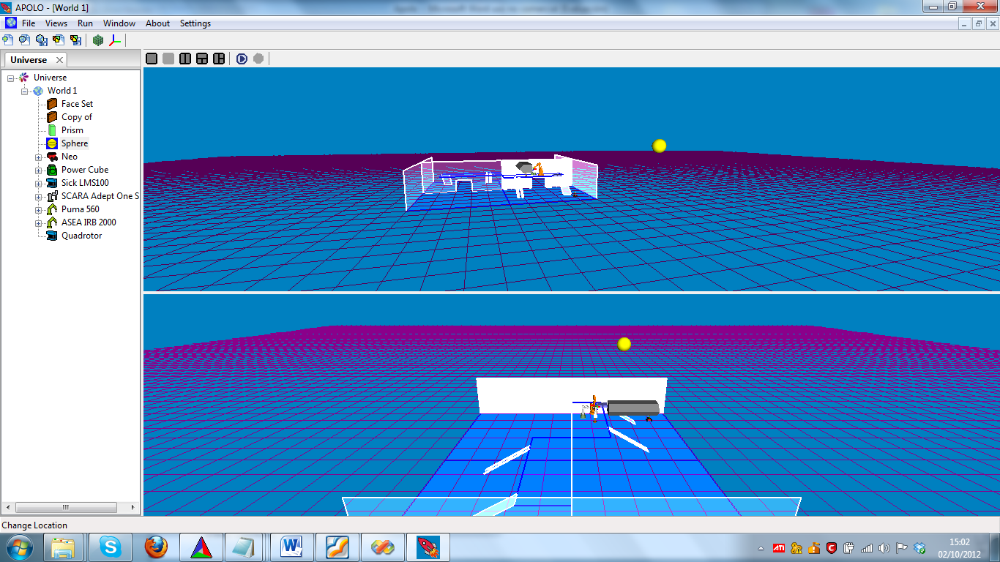 APOLO - [World 1]
File Views Run Window About Settings
Universe
Universe
World 1
Face Set
Copy of
Prism
Sphere
Neo
Power Cube
Sick LMS100
SCARA Adept One S
Puma 560
ASEA IRB 2000
Quadrotor
Change Location
ATI
15:02
02/10/2012